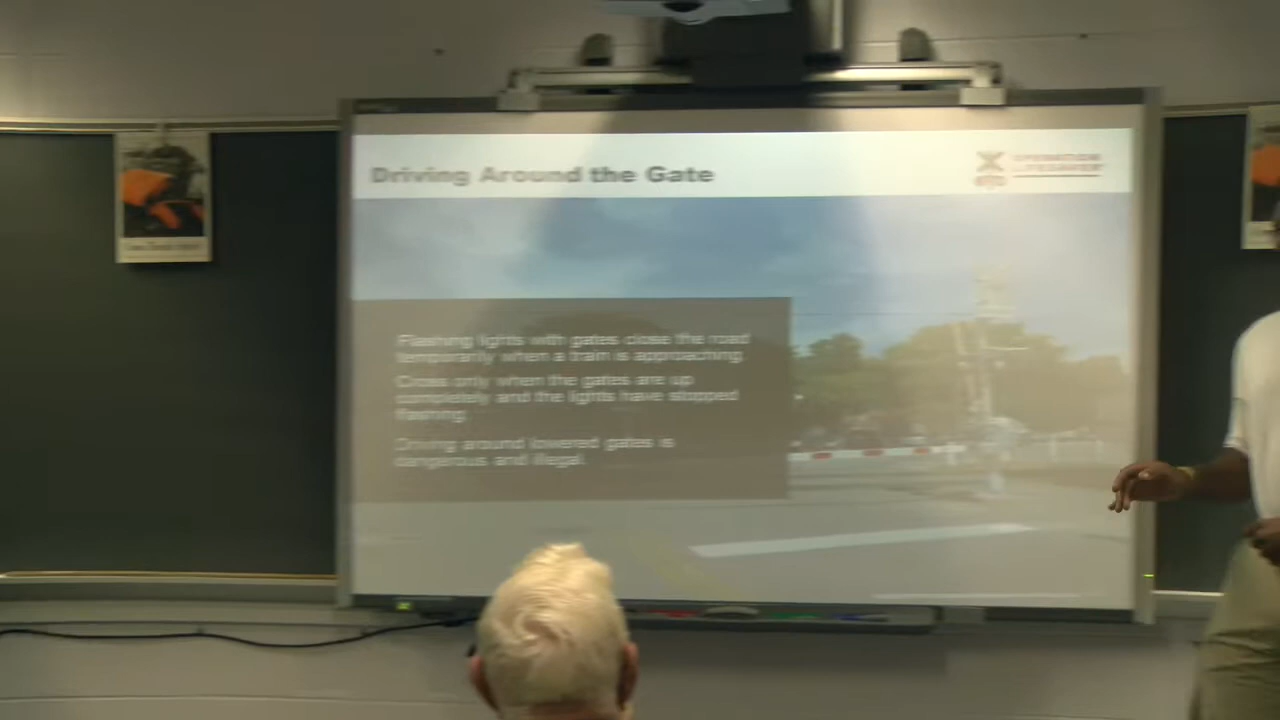 Driving Around the Gate
OPERATION
LIFESAVER
Flashing lights with gates close the road
temporarily when a train is approaching
Cross only when the gates are up
completely and the lights have stopped
flashing
Driving around lowered gates is
dangerous and illegal